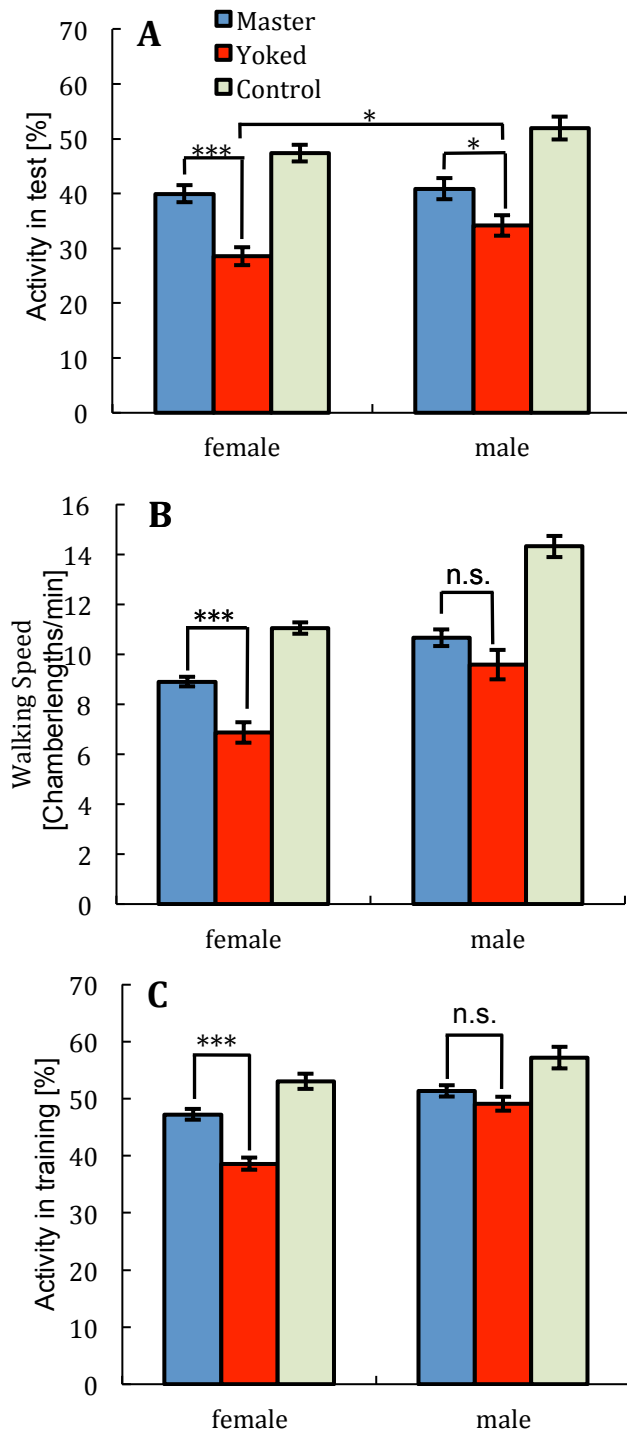 A
Master
Yoked
Control
Activity in test [%]
70
60
50
40
30
20
10
0
***
*
*
female
male
B
Walking Speed
[Chamberlengths/min]
16
14
12
10
8
6
4
2
0
***
n.s.
female
male
C
Activity in training [%]
70
60
50
40
30
20
10
0
***
n.s.
female
male